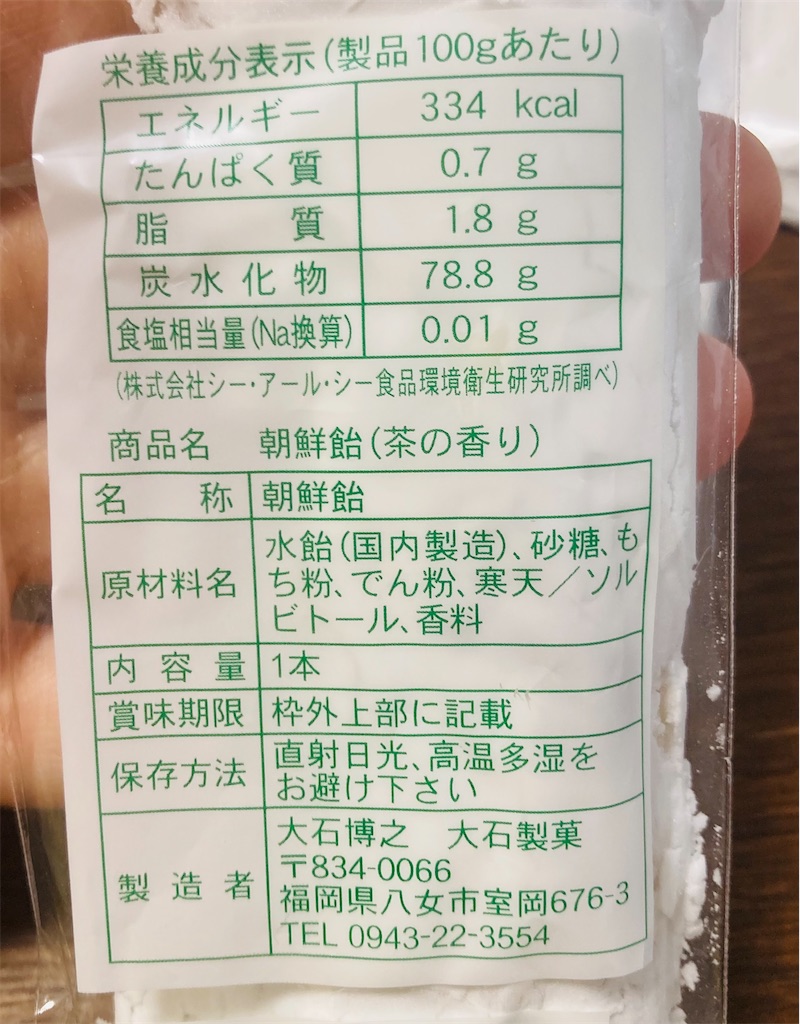 栄養成分表示(製品100gあたり)
エネルギー 334 kcal
たんぱく質 0.7 g
脂質 1.8 g
炭水化物 78.8 g
食塩相当量(Na換算) 0.01 g
(株式会社シー・アール・シー食品環境衛生研究所調べ)
商品名 朝鮮飴(茶の香り)
名称 朝鮮飴
原材料名 水飴(国内製造)、砂糖、も
ち粉、でん粉、寒天／ソル
ビトール、香料
内容量 1本
賞味期限 枠外上部に記載
保存方法 直射日光、高温多湿を
お避け下さい
製造者 大石博之 大石製菓
〒834-0066
福岡県八女市室岡676-3
TEL 0943-22-3554